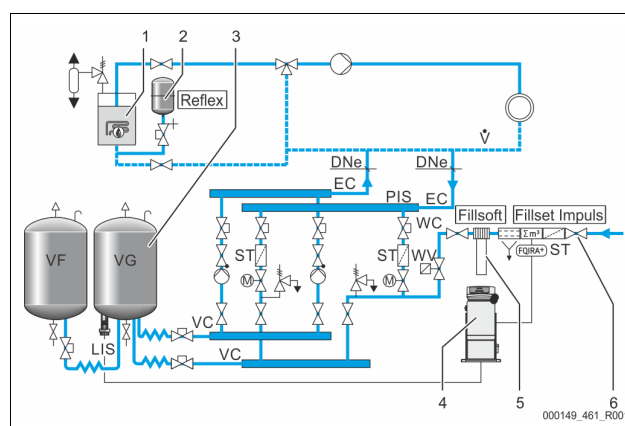 1
2
3
Reflex
V̇
DNe
DNe
EC
PIS
EC
WC
Fillsoft
Fillset Impuls
Σm³
FQIRA+
ST
VF
VG
ST
ST
WV
M
M
LIS
VC
VC
4
5
6
000149_461_R001